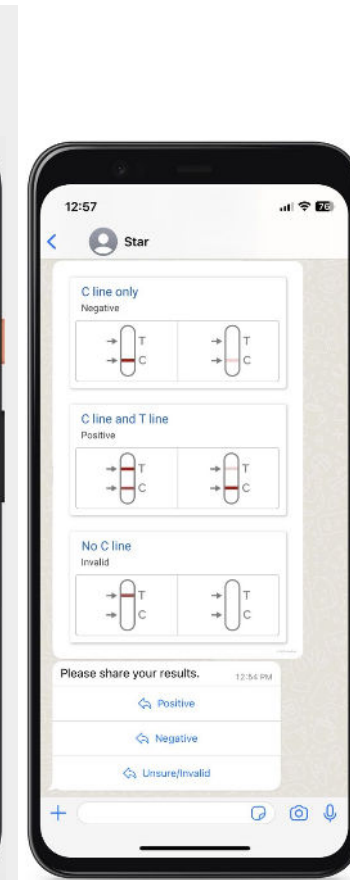 12:57
76
Star
C line only
Negative
T
C
T
C
C line and T line
Positive
T
C
T
C
No C line
Invalid
T
C
T
C
Please share your results.
12:54 PM
Positive
Negative
Unsure/Invalid